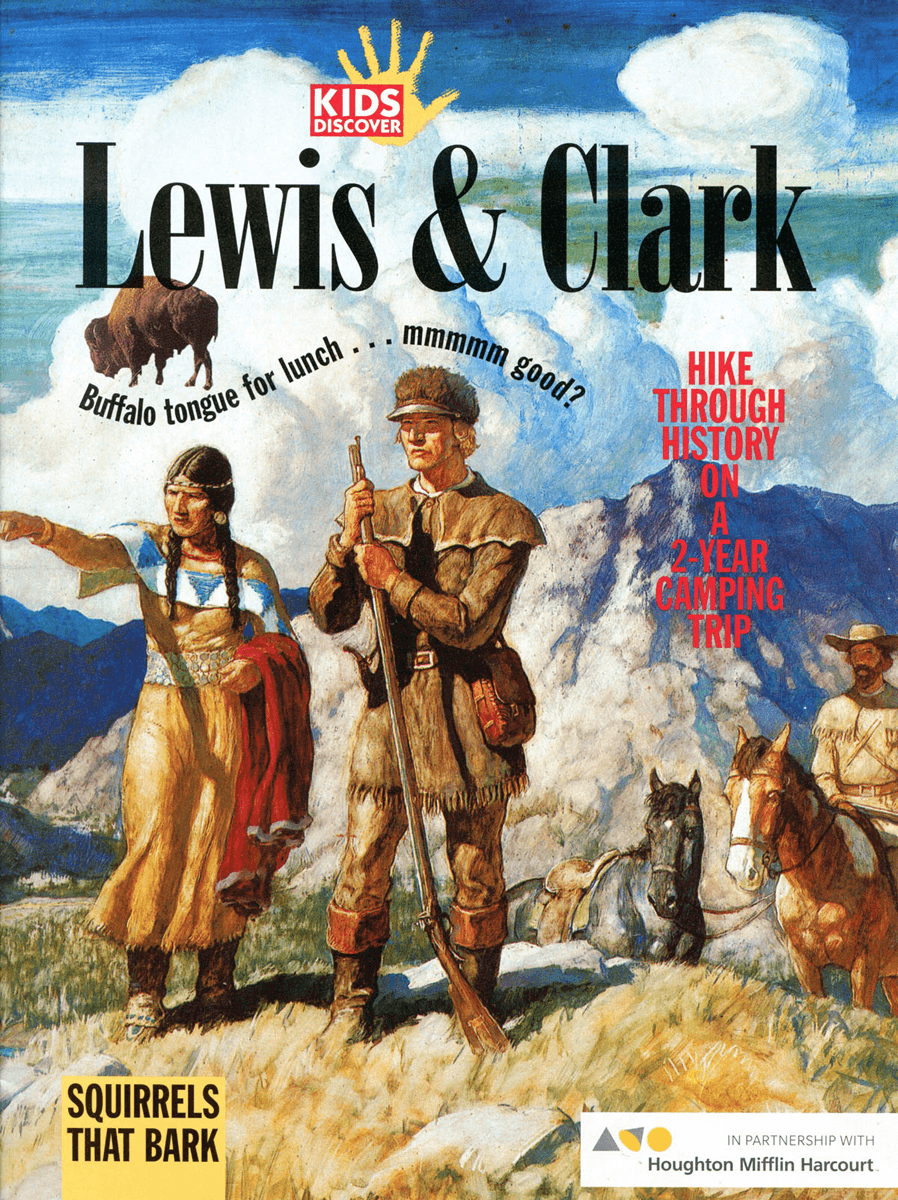 KIDS
DISCOVER
Lewis & Clark
Buffalo tongue for lunch . . . mmmmm good?
HIKE
THROUGH
HISTORY
ON
A
2-YEAR
CAMPING
TRIP
SQUIRRELS
THAT BARK
IN PARTNERSHIP WITH
Houghton Mifflin Harcourt